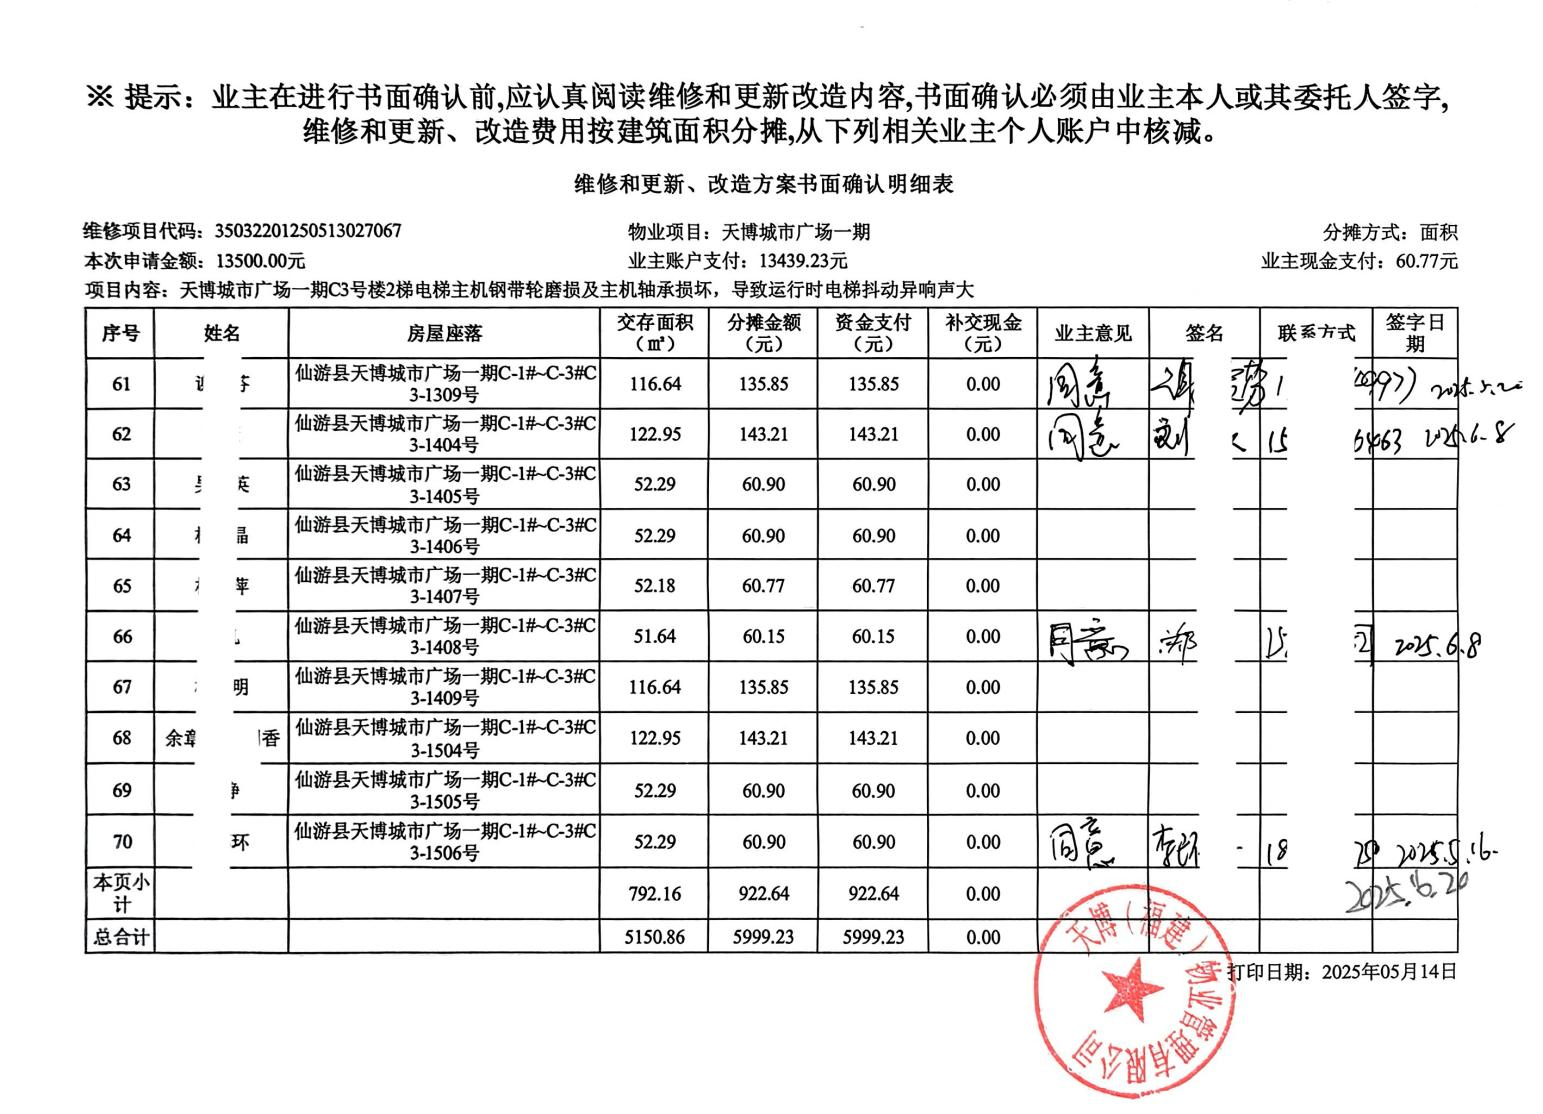 ※ 提示：业主在进行书面确认前,应认真阅读维修和更新改造内容,书面确认必须由业主本人或其委托人签字,
维修和更新、改造费用按建筑面积分摊,从下列相关业主个人账户中核减。
维修和更新、改造方案书面确认明细表
维修项目代码：35032201250513027067 物业项目：天博城市广场一期 分摊方式：面积
本次申请金额：13500.00元 业主账户支付：13439.23元 业主现金支付：60.77元
项目内容：天博城市广场一期C3号楼2梯电梯主机钢带轮磨损及主机轴承损坏，导致运行时电梯抖动异响声大
序号 姓名 房屋座落 交存面积（㎡） 分摊金额（元） 资金支付（元） 补交现金（元） 业主意见 签名 联系方式 签字日期
61 芬 仙游县天博城市广场一期C-1#~C-3#C3-1309号 116.64 135.85 135.85 0.00 同意 1
62 仙游县天博城市广场一期C-1#~C-3#C3-1404号 122.95 143.21 143.21 0.00 同意 刘 15 6463 2025.6.8
63 英 仙游县天博城市广场一期C-1#~C-3#C3-1405号 52.29 60.90 60.90 0.00
64 晶 仙游县天博城市广场一期C-1#~C-3#C3-1406号 52.29 60.90 60.90 0.00
65 萍 仙游县天博城市广场一期C-1#~C-3#C3-1407号 52.18 60.77 60.77 0.00
66 仙游县天博城市广场一期C-1#~C-3#C3-1408号 51.64 60.15 60.15 0.00 同意 郑 15 2025.6.8
67 明 仙游县天博城市广场一期C-1#~C-3#C3-1409号 116.64 135.85 135.85 0.00
68 余章 香 仙游县天博城市广场一期C-1#~C-3#C3-1504号 122.95 143.21 143.21 0.00
69 仙游县天博城市广场一期C-1#~C-3#C3-1505号 52.29 60.90 60.90 0.00
70 环 仙游县天博城市广场一期C-1#~C-3#C3-1506号 52.29 60.90 60.90 0.00 同意 李环 18 2025.5.16
本页小计 792.16 922.64 922.64 0.00 2025.6.20
总合计 5150.86 5999.23 5999.23 0.00
打印日期：2025年05月14日
天博（福建）物业管理有限公司